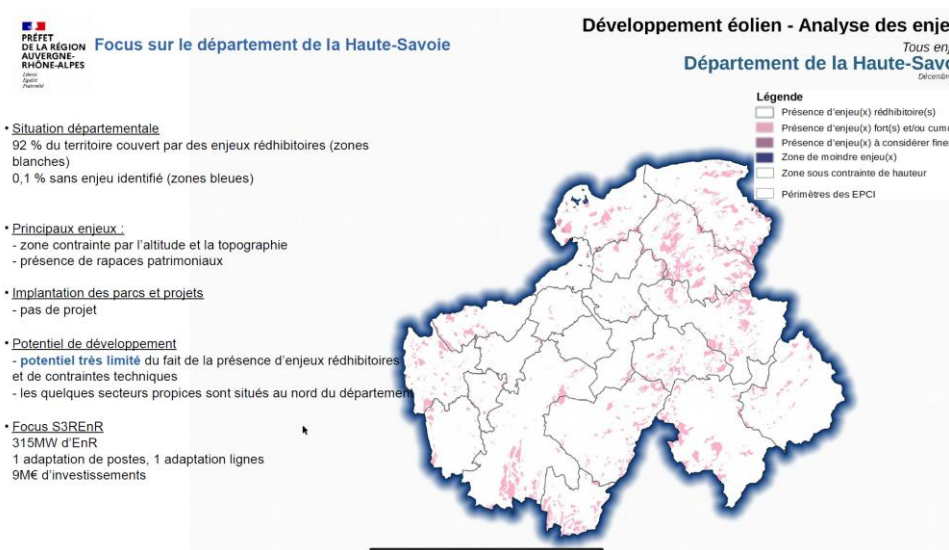 PRÉFET
DE LA RÉGION
AUVERGNE-
RHÔNE-ALPES
Liberté
Égalité
Fraternité
Focus sur le département de la Haute-Savoie
Développement éolien - Analyse des enje
Tous enj
Département de la Haute-Savo
Décembr
Légende
Présence d'enjeu(x) rédhibitoire(s)
Présence d'enjeu(x) fort(s) et/ou cumu
Présence d'enjeu(x) à considérer fine
Zone de moindre enjeu(x)
Zone sous contrainte de hauteur
Périmètres des EPCI
• Situation départementale
92 % du territoire couvert par des enjeux rédhibitoires (zones
blanches)
0,1 % sans enjeu identifié (zones bleues)
• Principaux enjeux :
- zone contrainte par l'altitude et la topographie
- présence de rapaces patrimoniaux
• Implantation des parcs et projets
- pas de projet
• Potentiel de développement
- potentiel très limité du fait de la présence d'enjeux rédhibitoires
et de contraintes techniques
- les quelques secteurs propices sont situés au nord du département
• Focus S3REnR
315MW d'EnR
1 adaptation de postes, 1 adaptation lignes
9M€ d'investissements